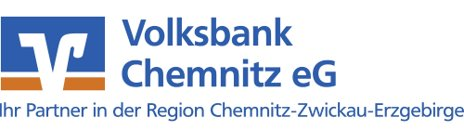 Volksbank
Chemnitz eG
Ihr Partner in der Region Chemnitz-Zwickau-Erzgebirge